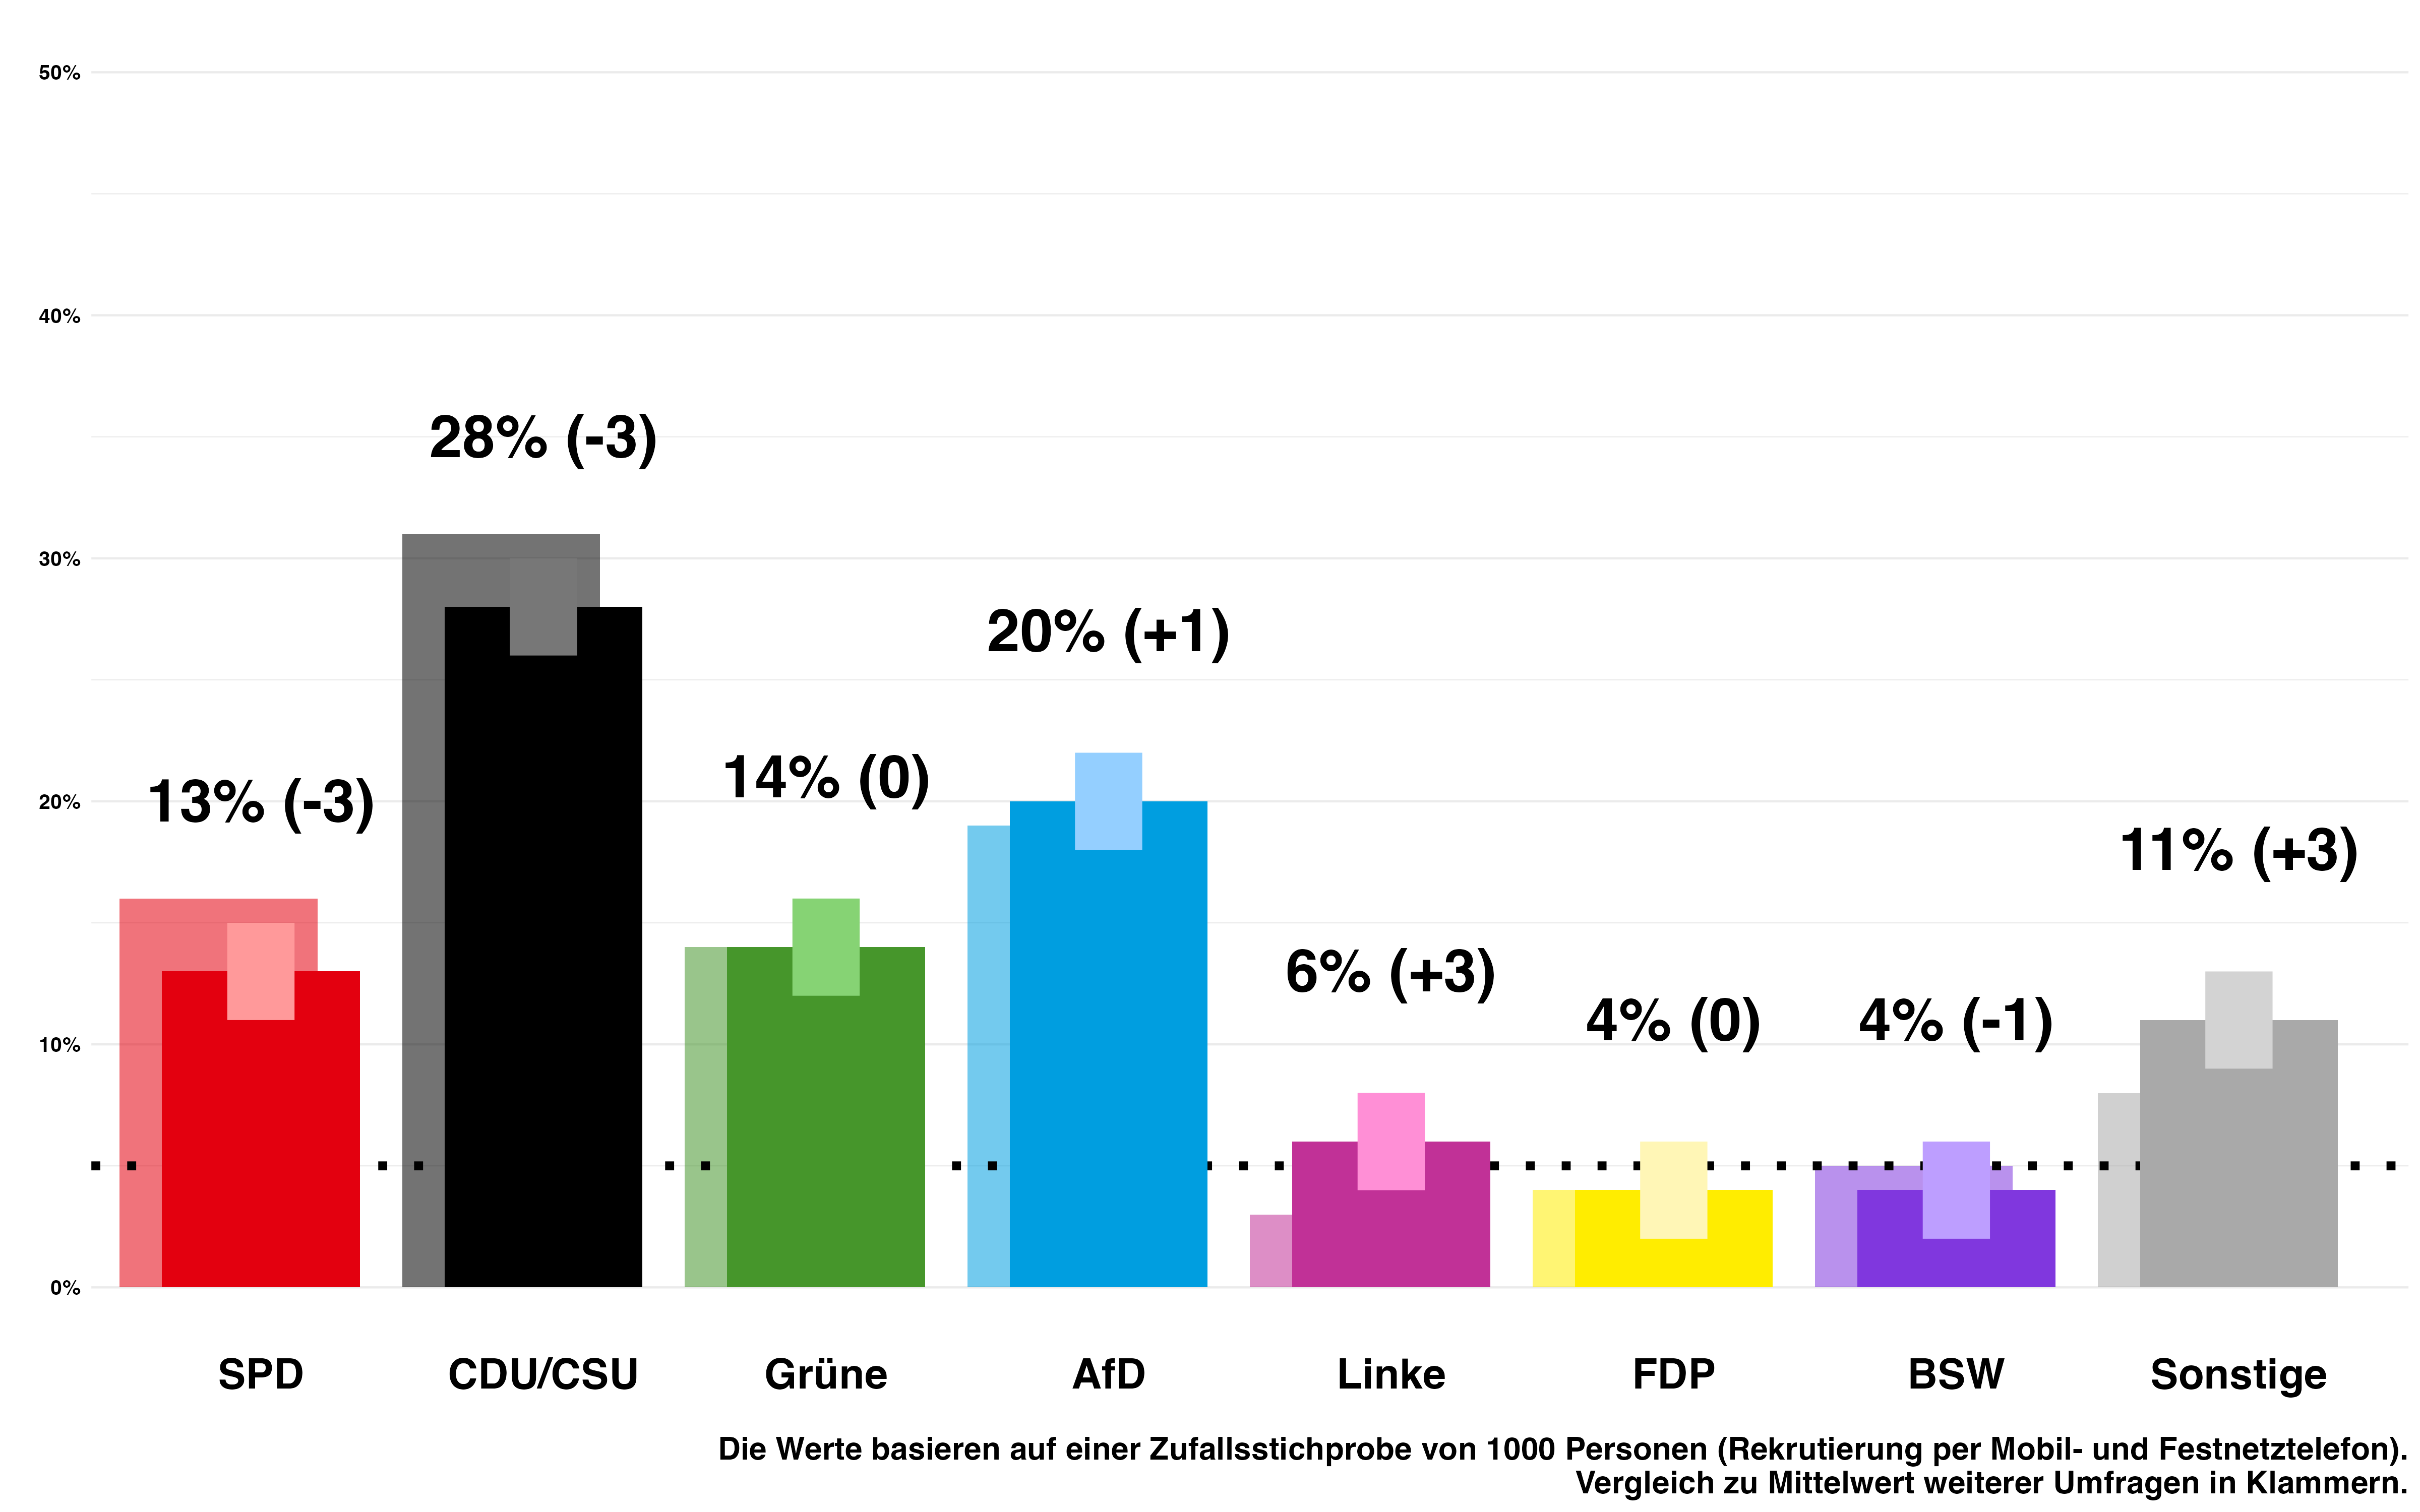 50%
40%
30%
20%
10%
0%
13% (-3)
28% (-3)
14% (0)
20% (+1)
6% (+3)
4% (0)
4% (-1)
11% (+3)
SPD
CDU/CSU
Grüne
AfD
Linke
FDP
BSW
Sonstige
Die Werte basieren auf einer Zufallsstichprobe von 1000 Personen (Rekrutierung per Mobil- und Festnetztelefon).
Vergleich zu Mittelwert weiterer Umfragen in Klammern.